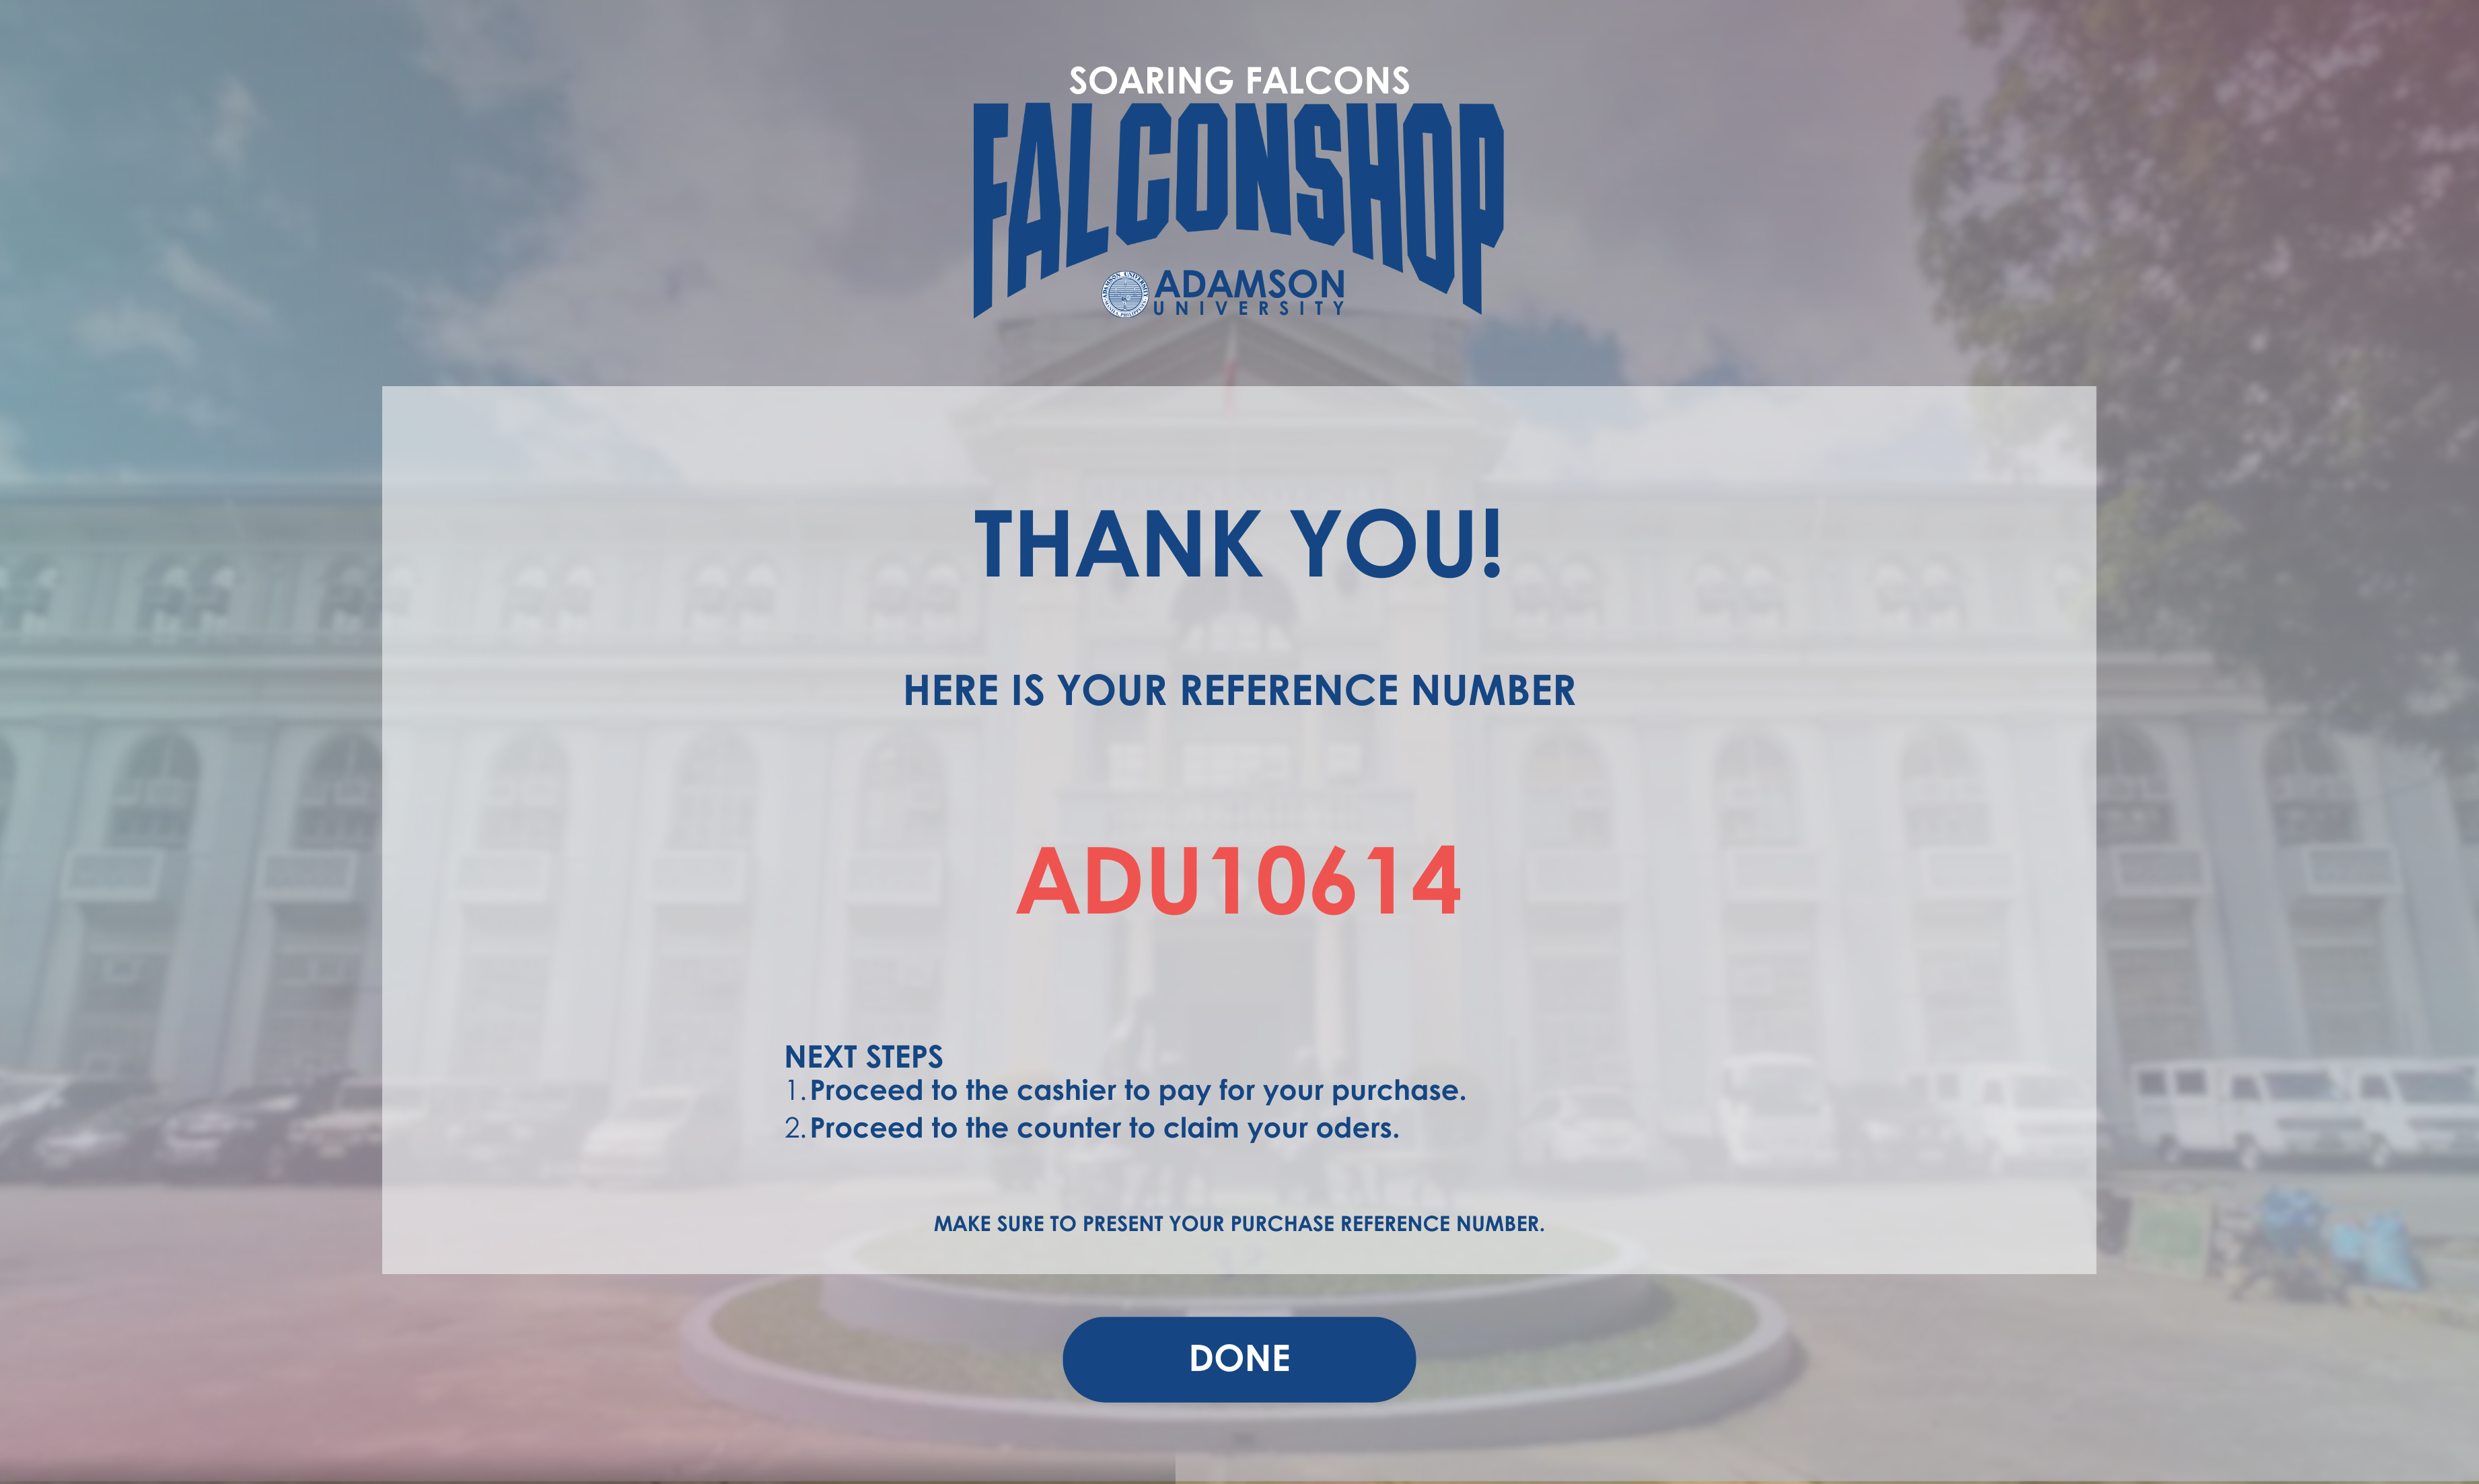 SOARING FALCONS
FALCONSHOP
ADAMSON
UNIVERSITY
THANK YOU!
HERE IS YOUR REFERENCE NUMBER
ADU10614
NEXT STEPS
1. Proceed to the cashier to pay for your purchase.
2. Proceed to the counter to claim your oders.
MAKE SURE TO PRESENT YOUR PURCHASE REFERENCE NUMBER.
DONE